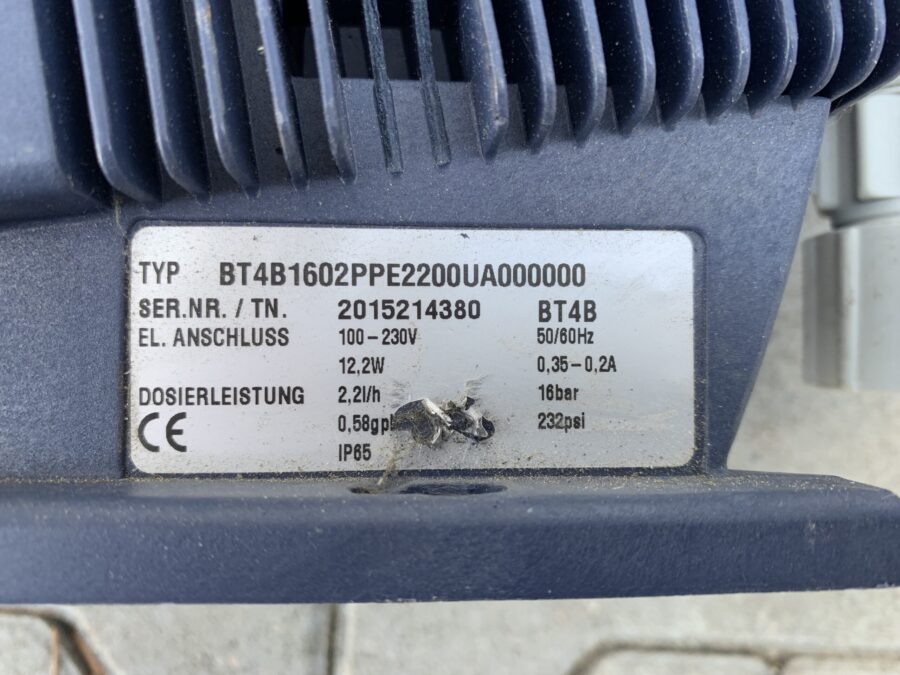 TYP BT4B1602PPE2200UA000000
SER.NR. / TN. 2015214380 BT4B
EL. ANSCHLUSS 100-230V 50/60Hz
12,2W 0,35-0,2A
DOSIERLEISTUNG 2,2l/h 16bar
CE 232psi
IP65